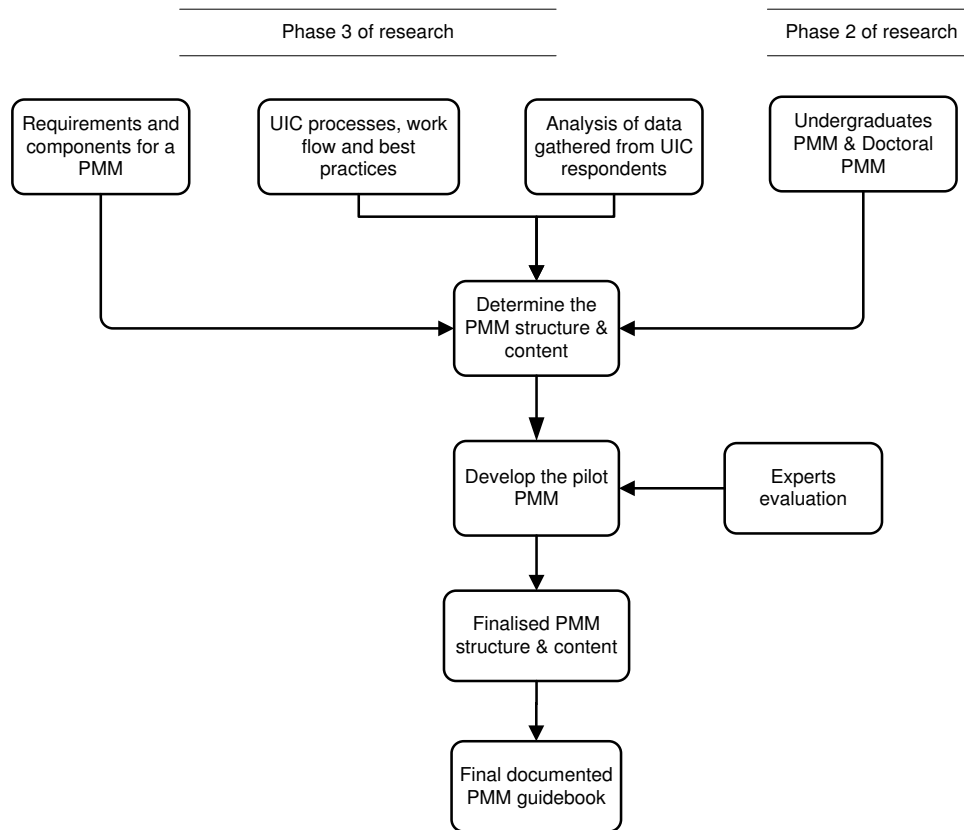 Phase 3 of research
Phase 2 of research
Requirements and
components for a
PMM
UIC processes, work
flow and best
practices
Analysis of data
gathered from UIC
respondents
Undergraduates
PMM & Doctoral
PMM
Determine the
PMM structure &
content
Develop the pilot
PMM
Experts
evaluation
Finalised PMM
structure & content
Final documented
PMM guidebook